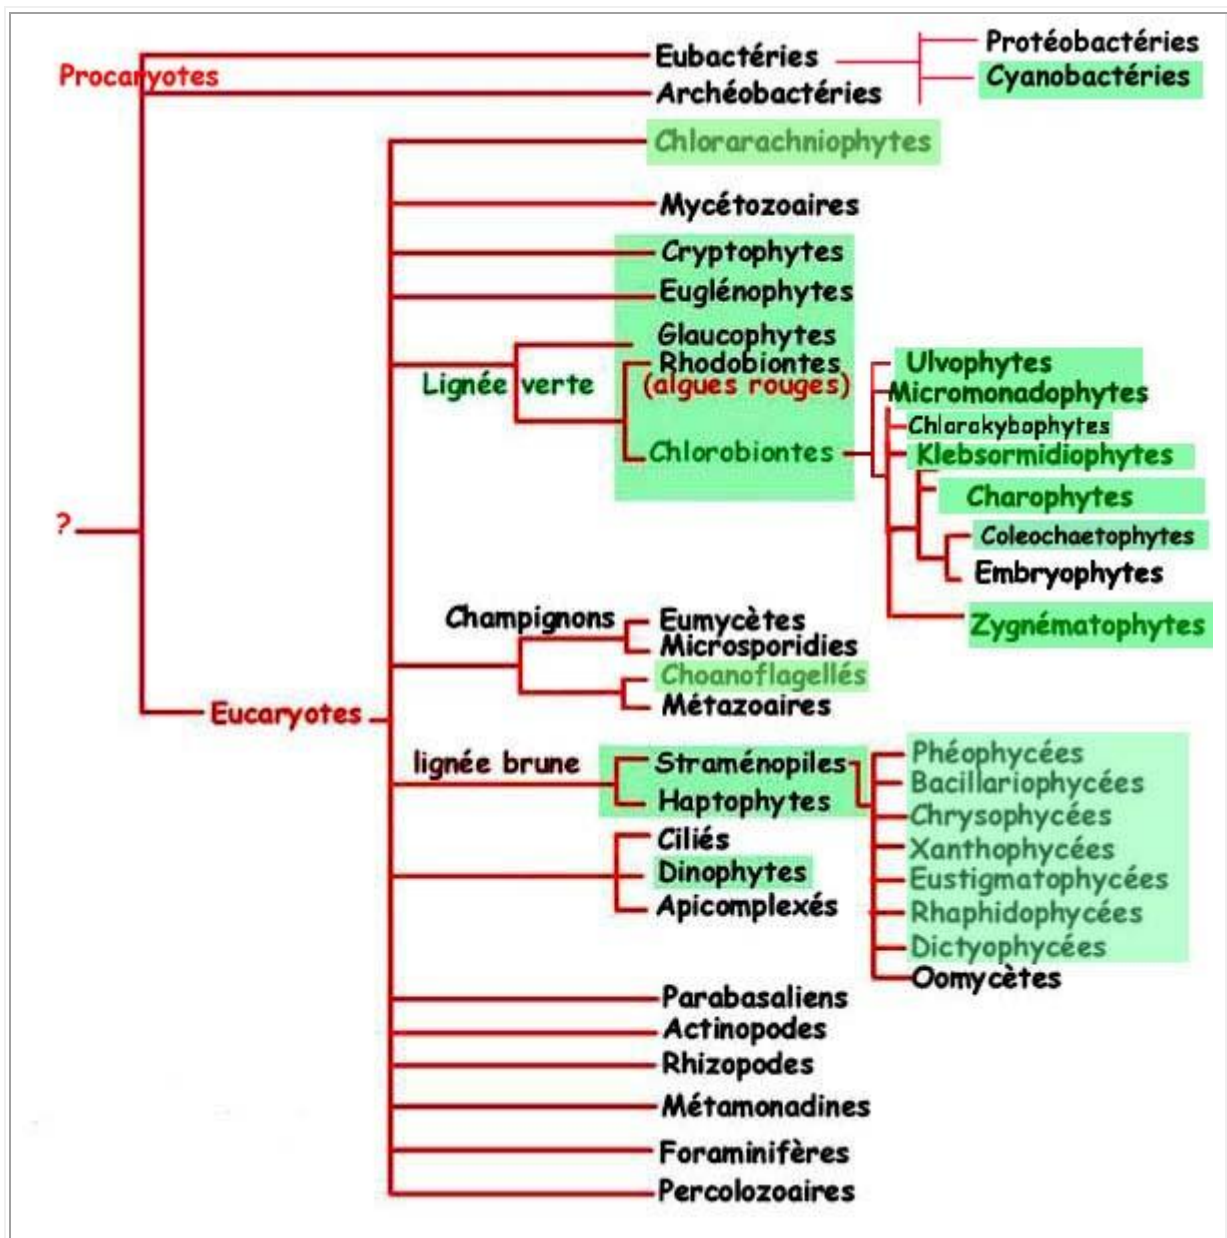 Procaryotes
Eubactéries
Protéobactéries
Cyanobactéries
Archéobactéries
Chlorarachniophytes
Mycétozoaires
Cryptophytes
Euglénophytes
Glaucophytes
Lignée verte
Rhodobiontes
(algues rouges)
Chlorobiontes
Ulvophytes
Micromonadophytes
Chlorakybophytes
Klebsormidiophytes
Charophytes
Coleochaetophytes
Embryophytes
Zygnématophytes
?
Champignons
Eumycètes
Microsporidies
Choanoflagellés
Métazoaires
Eucaryotes
lignée brune
Straménopiles
Haptophytes
Phéophycées
Bacillariophycées
Chrysophycées
Xanthophycées
Eustigmatophycées
Rhaphidophycées
Dictyophycées
Oomycètes
Ciliés
Dinophytes
Apicomplexés
Parabasaliens
Actinopodes
Rhizopodes
Métamonadines
Foraminifères
Percolozoaires